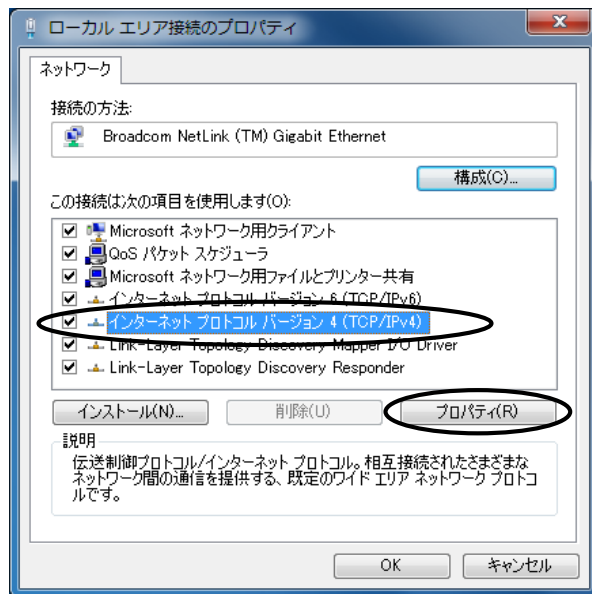 ローカル エリア接続のプロパティ
ネットワーク
接続の方法:
Broadcom NetLink (TM) Gigabit Ethernet
構成(C)...
この接続は次の項目を使用します(O):
Microsoft ネットワーク用クライアント
QoS パケット スケジューラ
Microsoft ネットワーク用ファイルとプリンター共有
インターネット プロトコル バージョン 6 (TCP/IPv6)
インターネット プロトコル バージョン 4 (TCP/IPv4)
Link-Layer Topology Discovery Mapper I/O Driver
Link-Layer Topology Discovery Responder
インストール(N)...
削除(U)
プロパティ(R)
説明
伝送制御プロトコル/インターネット プロトコル。相互接続されたさまざまな
ネットワーク間の通信を提供する、既定のワイド エリア ネットワーク プロトコ
ルです。
OK
キャンセル